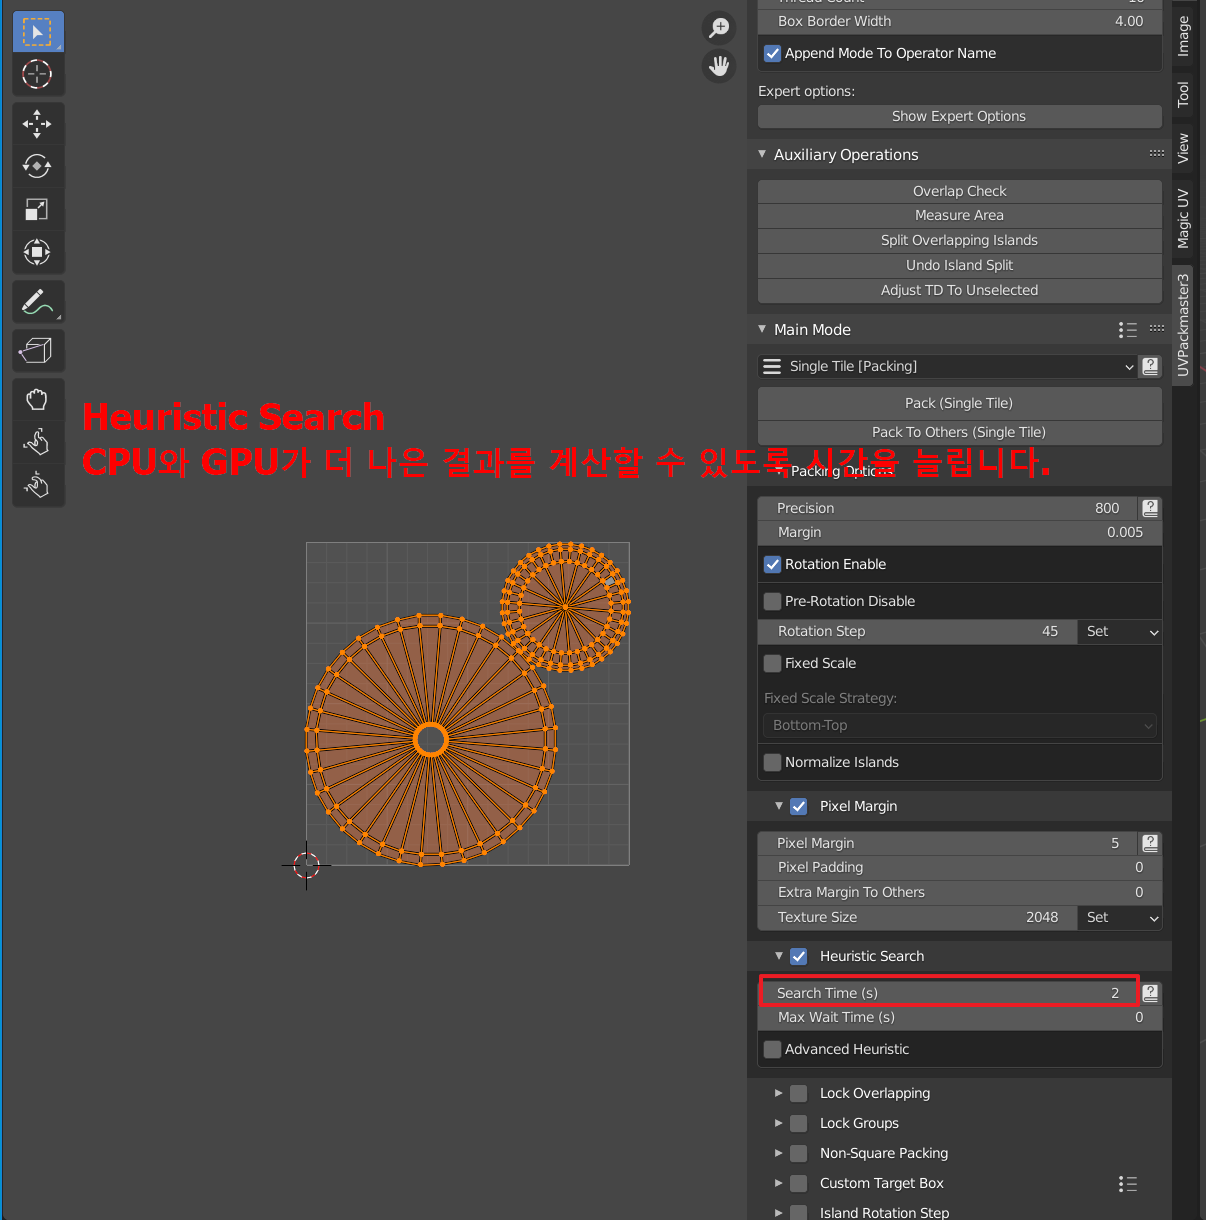 Box Border Width 4.00
Append Mode To Operator Name
Expert options:
Show Expert Options
Auxiliary Operations
Overlap Check
Measure Area
Split Overlapping Islands
Undo Island Split
Adjust TD To Unselected
Main Mode
Single Tile [Packing]
Pack (Single Tile)
Pack To Others (Single Tile)
Heuristic Search
CPU와 GPU가 더 나은 결과를 계산할 수 있도록 시간을 늘립니다.
Packing Options
Precision 800
Margin 0.005
Rotation Enable
Pre-Rotation Disable
Rotation Step 45 Set
Fixed Scale
Fixed Scale Strategy:
Bottom-Top
Normalize Islands
Pixel Margin
Pixel Margin 5
Pixel Padding 0
Extra Margin To Others 0
Texture Size 2048 Set
Heuristic Search
Search Time (s) 2
Max Wait Time (s) 0
Advanced Heuristic
Lock Overlapping
Lock Groups
Non-Square Packing
Custom Target Box
Island Rotation Step
Image
Tool
View
Magic UV
UVPackmaster3